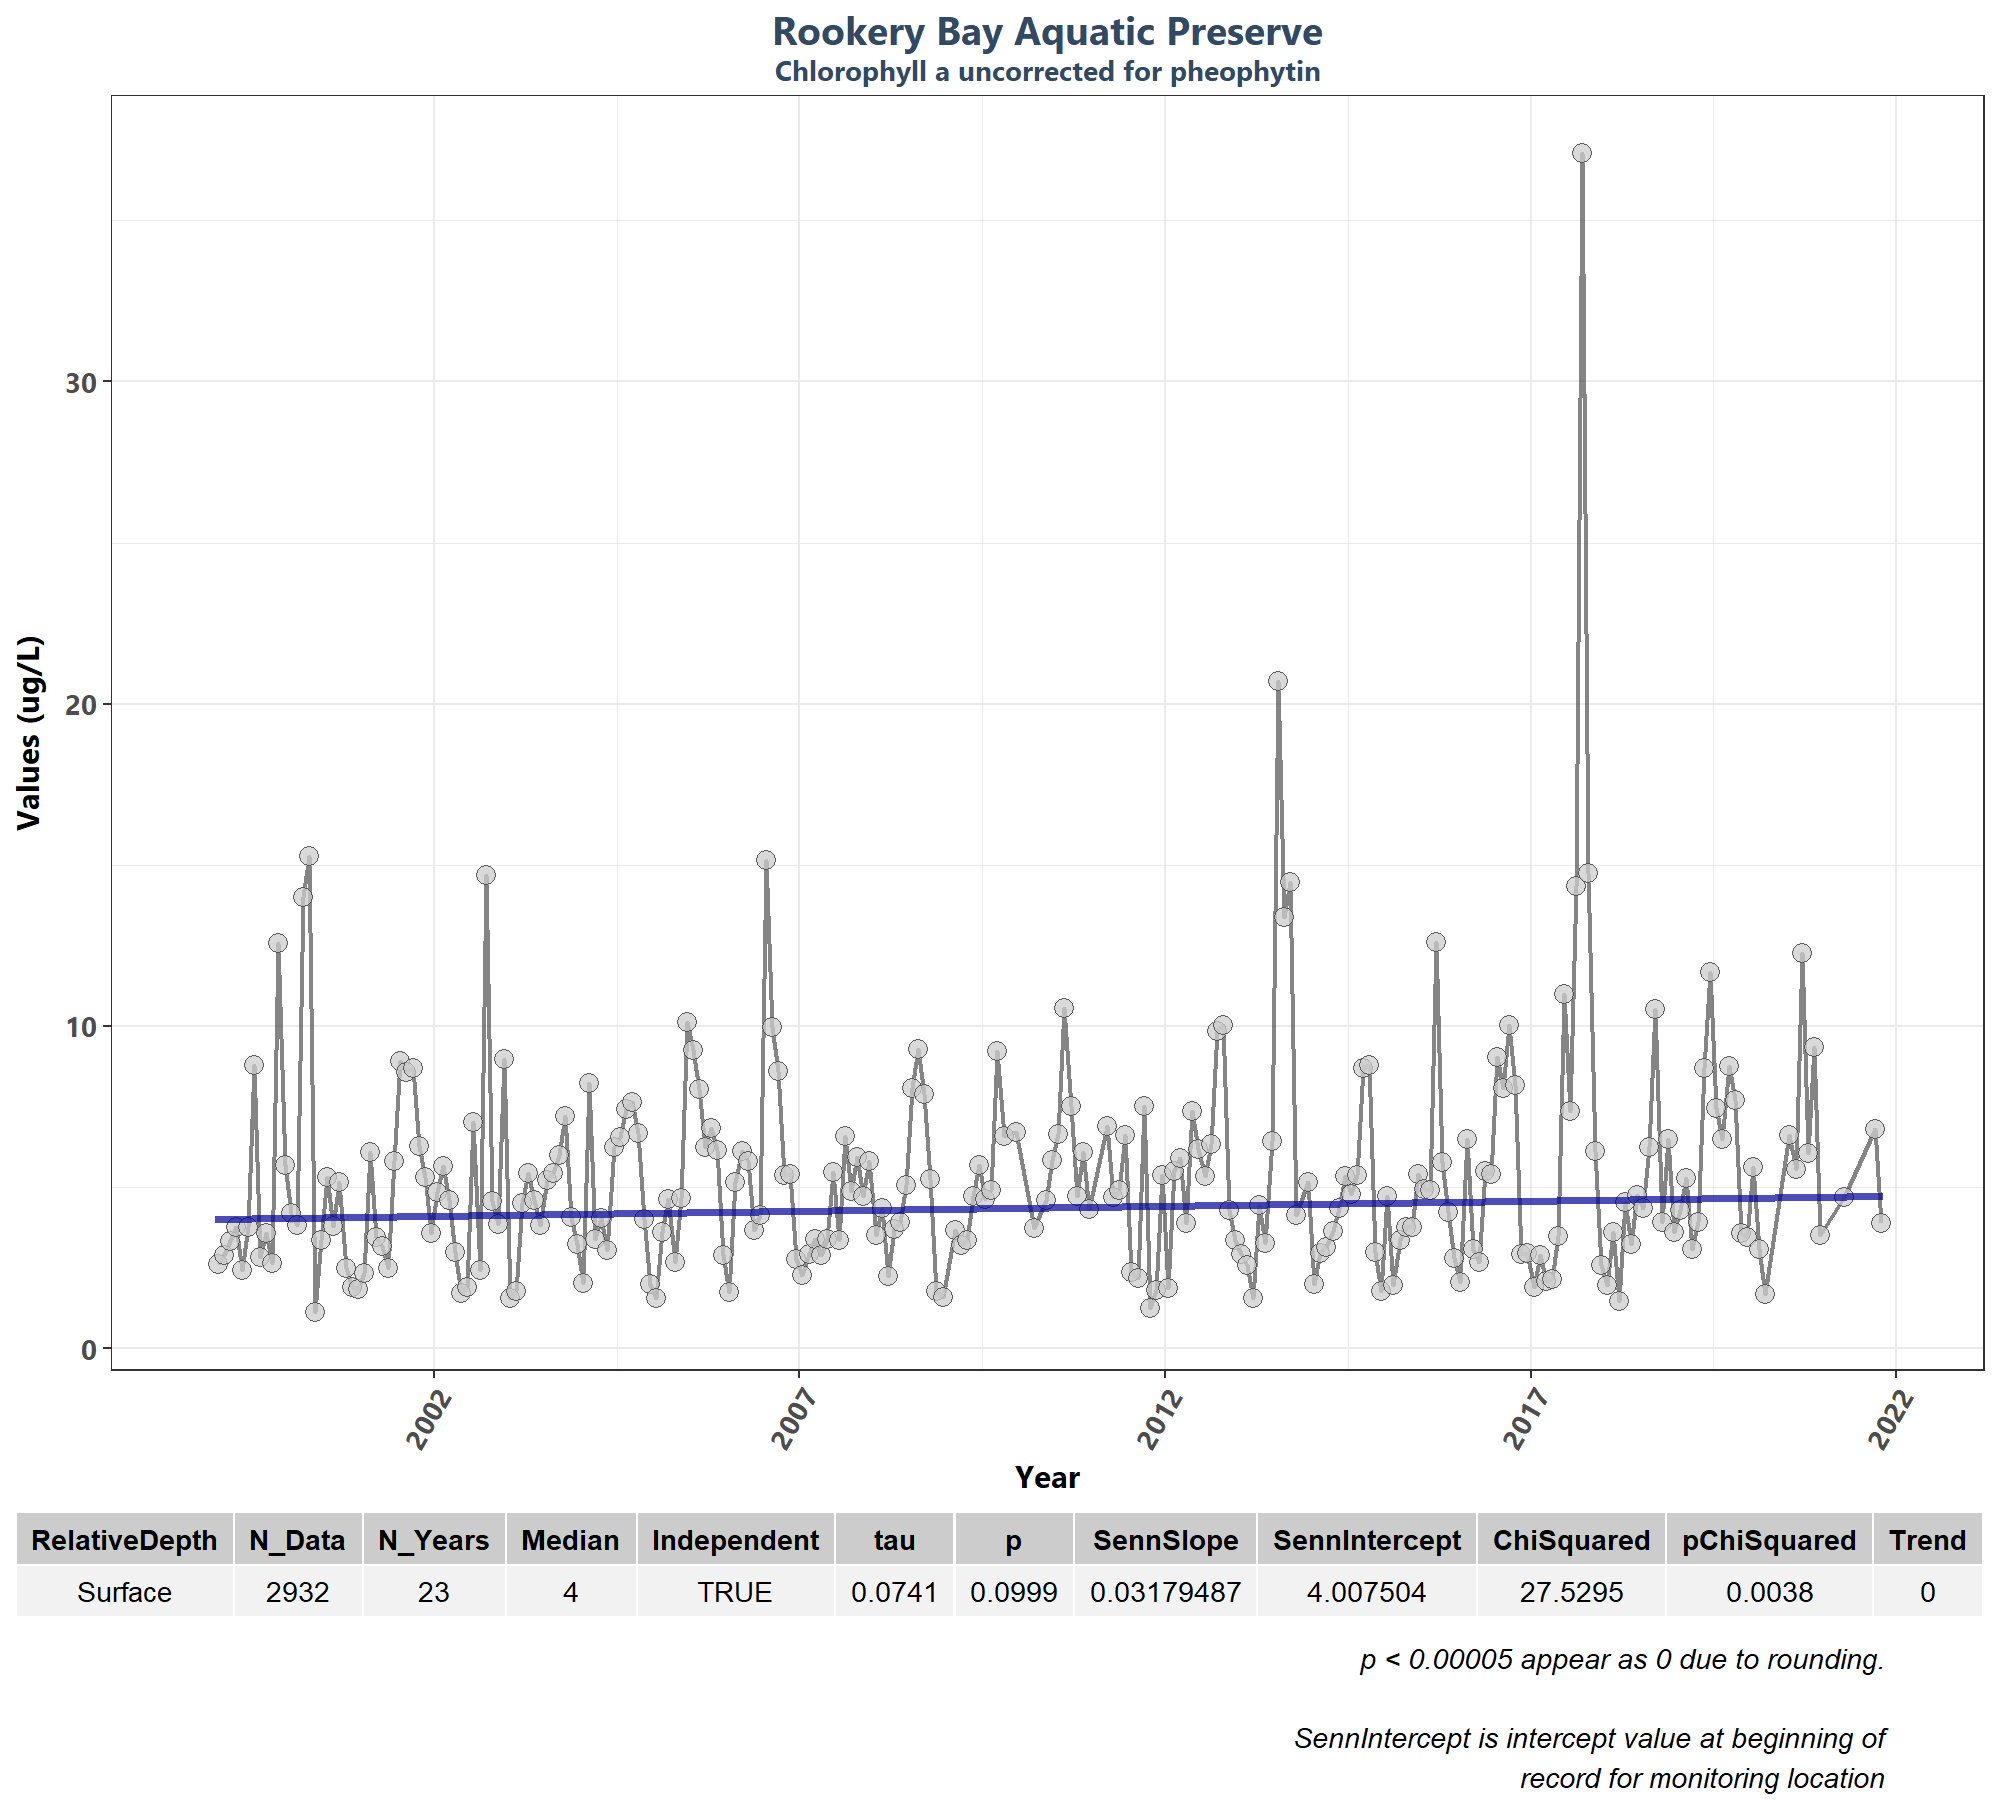 Rookery Bay Aquatic Preserve
Chlorophyll a uncorrected for pheophytin
Values (ug/L)
30
20
10
0
2002 2007 2012 2017 2022
Year
RelativeDepth N_Data N_Years Median Independent tau p SennSlope SennIntercept ChiSquared pChiSquared Trend
Surface 2932 23 4 TRUE 0.0741 0.0999 0.03179487 4.007504 27.5295 0.0038 0
p < 0.00005 appear as 0 due to rounding.
SennIntercept is intercept value at beginning of
record for monitoring location